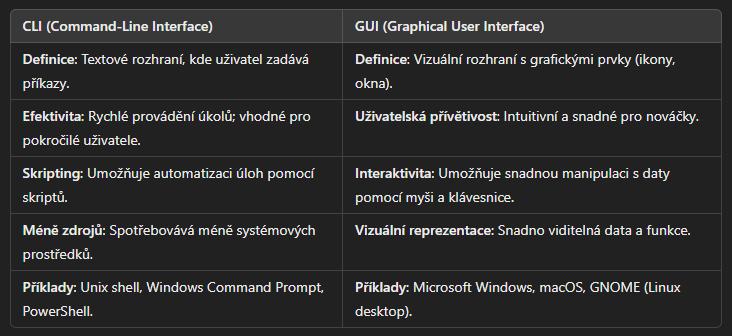 CLI (Command-Line Interface)
GUI (Graphical User Interface)
Definice: Textové rozhraní, kde uživatel zadává
příkazy.
Definice: Vizuální rozhraní s grafickými prvky (ikony,
okna).
Efektivita: Rychlé provádění úkolů; vhodné pro
pokročilé uživatele.
Uživatelská přívětivost: Intuitivní a snadné pro nováčky.
Skripting: Umožňuje automatizaci úloh pomocí
skriptů.
Interaktivita: Umožňuje snadnou manipulaci s daty
pomocí myši a klávesnice.
Méně zdrojů: Spotřebovává méně systémových
prostředků.
Vizuální reprezentace: Snadno viditelná data a funkce.
Příklady: Unix shell, Windows Command Prompt,
PowerShell.
Příklady: Microsoft Windows, macOS, GNOME (Linux
desktop).